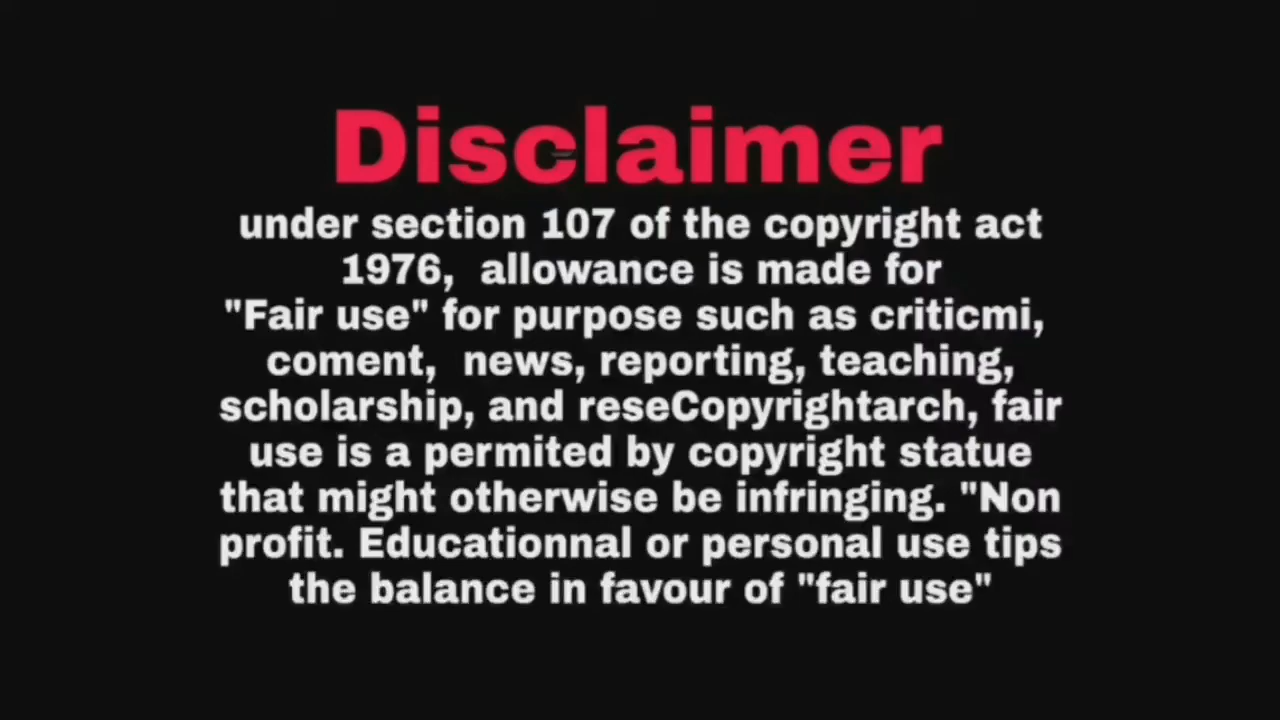 Disclaimer
under section 107 of the copyright act
1976, allowance is made for
"Fair use" for purpose such as criticmi,
coment, news, reporting, teaching,
scholarship, and reseCopyrightarch, fair
use is a permited by copyright statue
that might otherwise be infringing. "Non
profit. Educationnal or personal use tips
the balance in favour of "fair use"